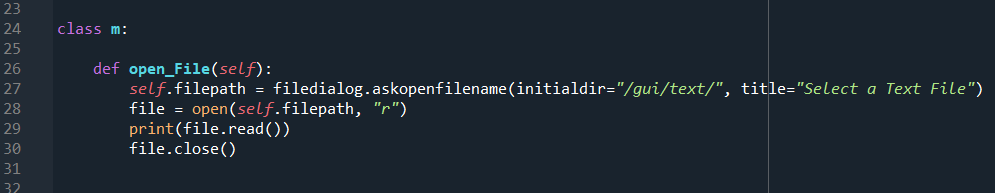 23
24 class m:
25
26     def open_File(self):
27         self.filepath = filedialog.askopenfilename(initialdir="/gui/text/", title="Select a Text File")
28         file = open(self.filepath, "r")
29         print(file.read())
30         file.close()
31
32